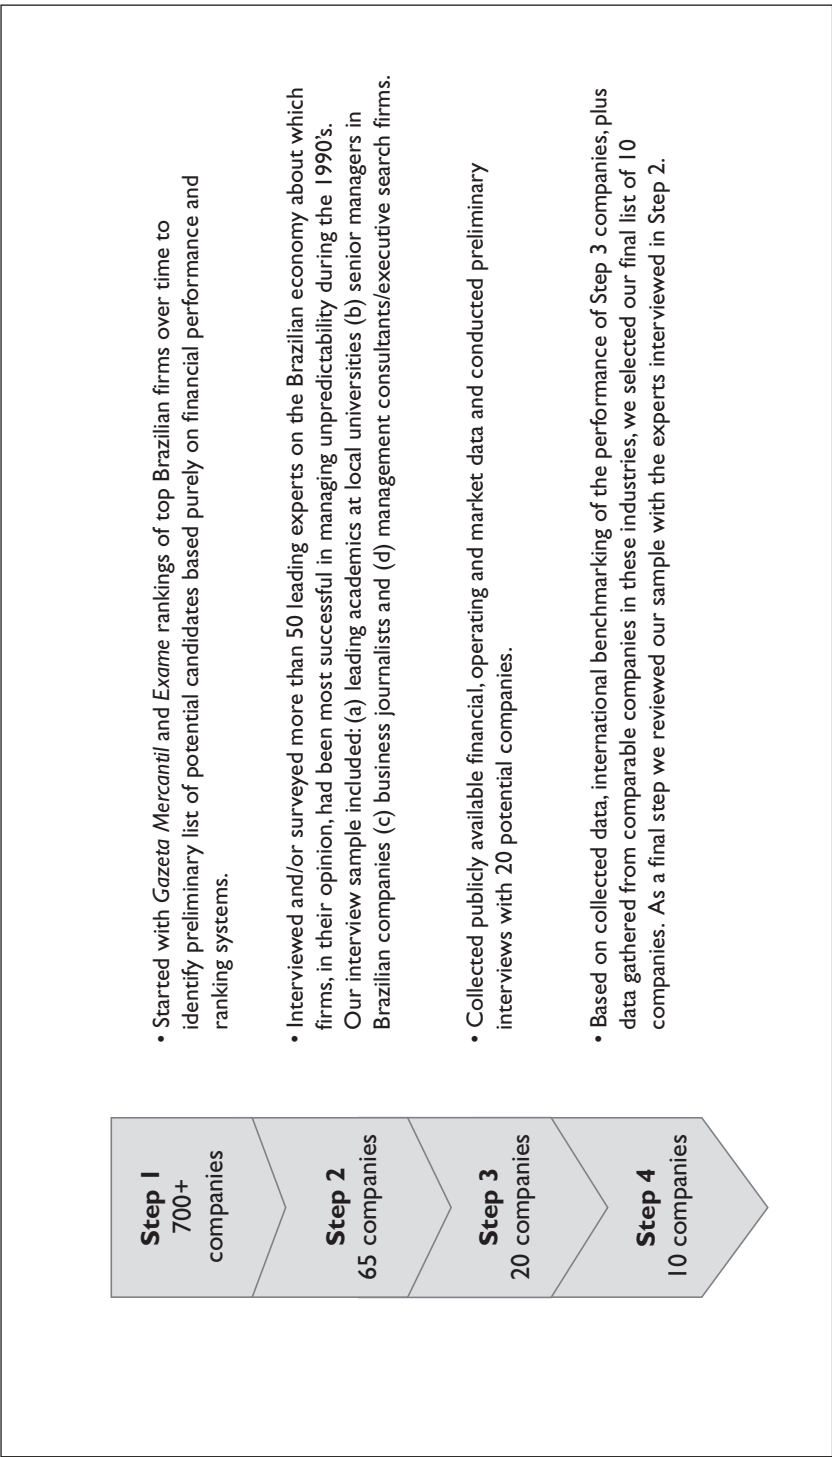 Step 1
700+
companies
• Started with Gazeta Mercantil and Exame rankings of top Brazilian firms over time to
identify preliminary list of potential candidates based purely on financial performance and
ranking systems.
Step 2
65 companies
• Interviewed and/or surveyed more than 50 leading experts on the Brazilian economy about which
firms, in their opinion, had been most successful in managing unpredictability during the 1990's.
Our interview sample included: (a) leading academics at local universities (b) senior managers in
Brazilian companies (c) business journalists and (d) management consultants/executive search firms.
Step 3
20 companies
• Collected publicly available financial, operating and market data and conducted preliminary
interviews with 20 potential companies.
Step 4
10 companies
• Based on collected data, international benchmarking of the performance of Step 3 companies, plus
data gathered from comparable companies in these industries, we selected our final list of 10
companies. As a final step we reviewed our sample with the experts interviewed in Step 2.